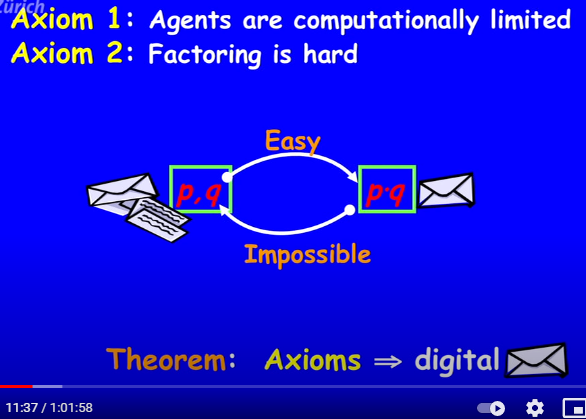 Zürich
Axiom 1: Agents are computationally limited
Axiom 2: Factoring is hard
Easy
p,q
p·q
Impossible
Theorem: Axioms ⇒ digital
11:37 / 1:01:58